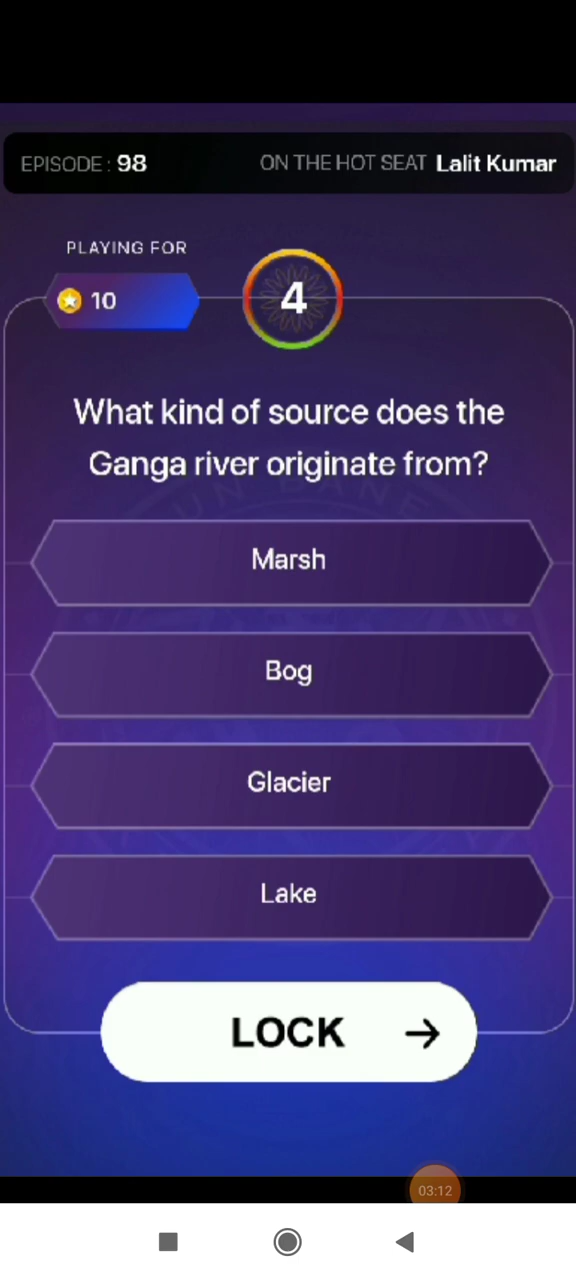 EPISODE : 98
ON THE HOT SEAT Lalit Kumar
PLAYING FOR
10
4
What kind of source does the
Ganga river originate from?
Marsh
Bog
Glacier
Lake
LOCK
03:12